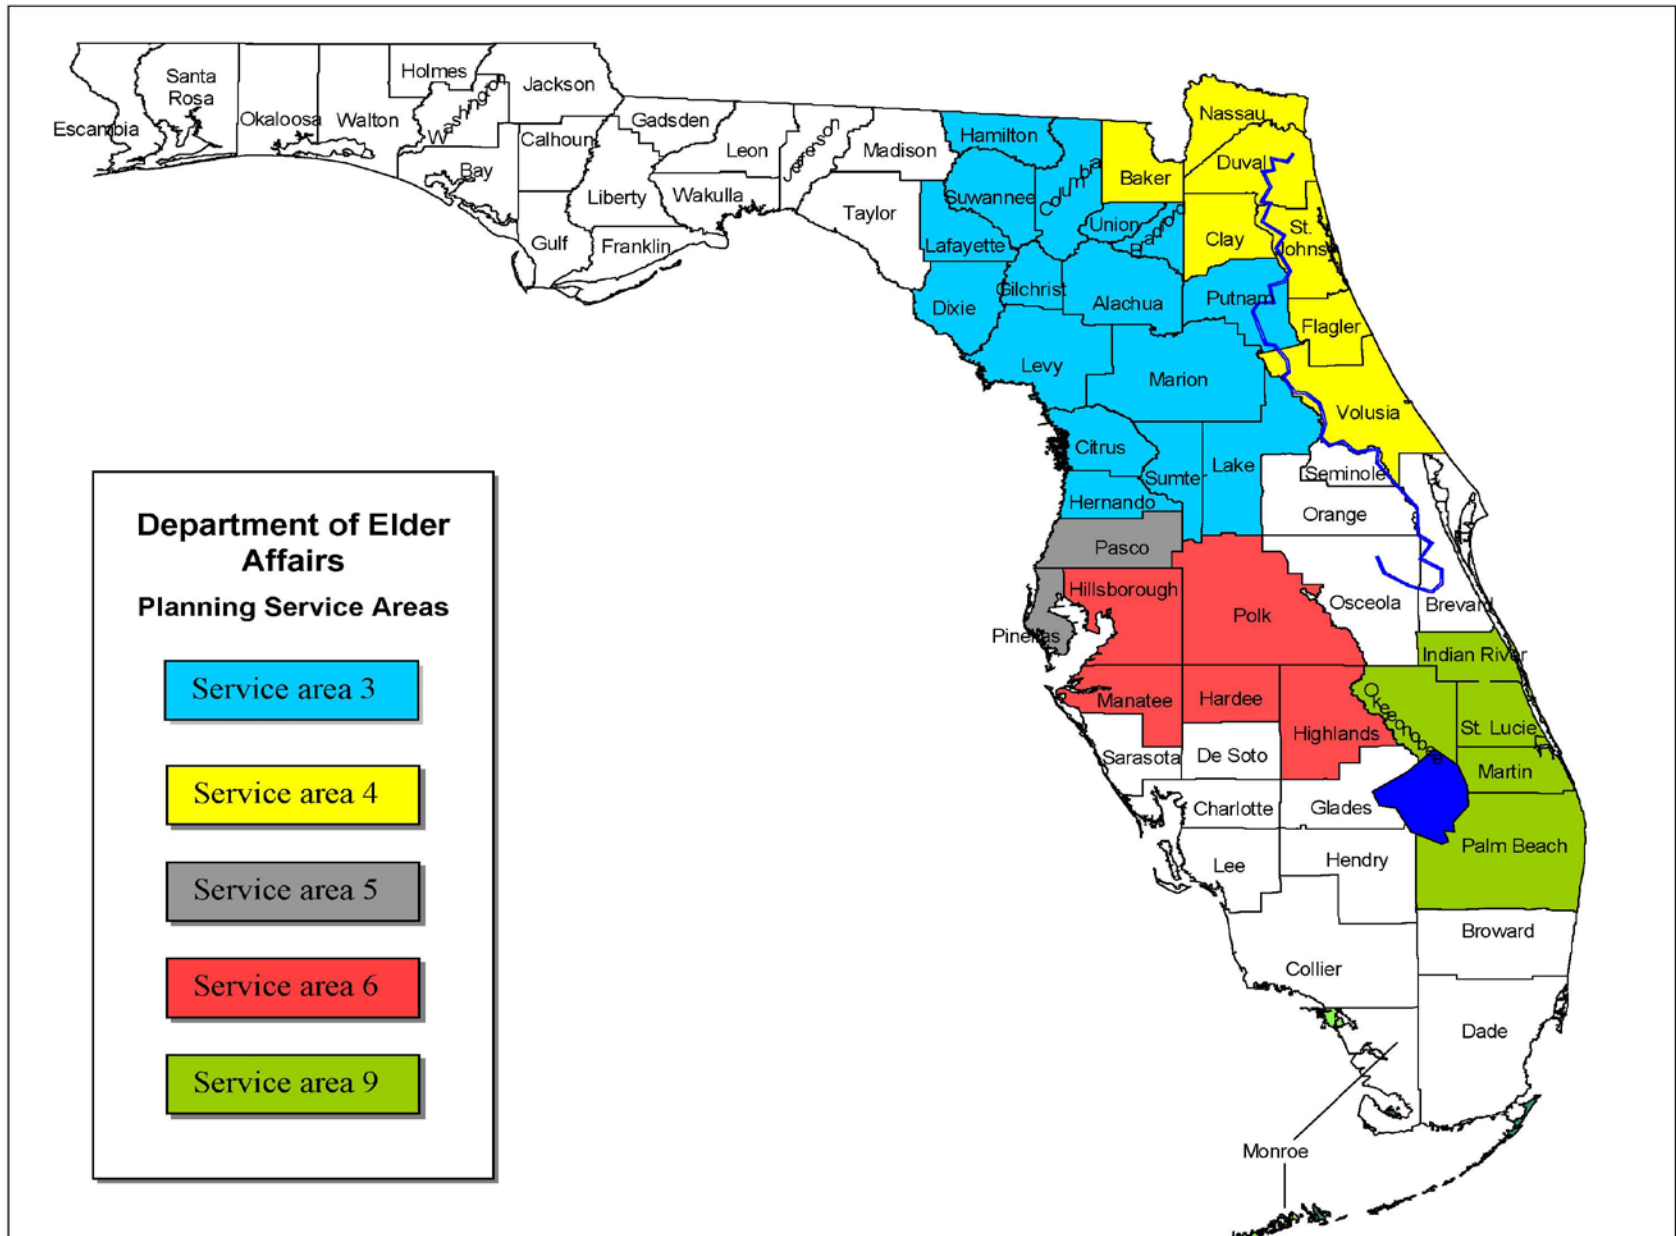 Holmes
Jackson
Santa
Rosa
Washington
Escambia
Okaloosa
Walton
Calhoun
Gadsden
Leon
Jefferson
Madison
Hamilton
Columbia
Baker
Nassau
Duval
Bay
Liberty
Wakulla
Taylor
Suwannee
Union
Bradford
Clay
St.
Johns
Gulf
Franklin
Lafayette
Gilchrist
Dixie
Alachua
Putnam
Flagler
Levy
Marion
Volusia
Citrus
Sumter
Lake
Seminole
Hernando
Orange
Pasco
Hillsborough
Polk
Osceola
Brevard
Pinellas
Indian River
Manatee
Hardee
Highlands
Okeechobee
St. Lucie
Sarasota
De Soto
Martin
Charlotte
Glades
Lee
Hendry
Palm Beach
Broward
Collier
Dade
Monroe
Department of Elder
Affairs
Planning Service Areas
Service area 3
Service area 4
Service area 5
Service area 6
Service area 9